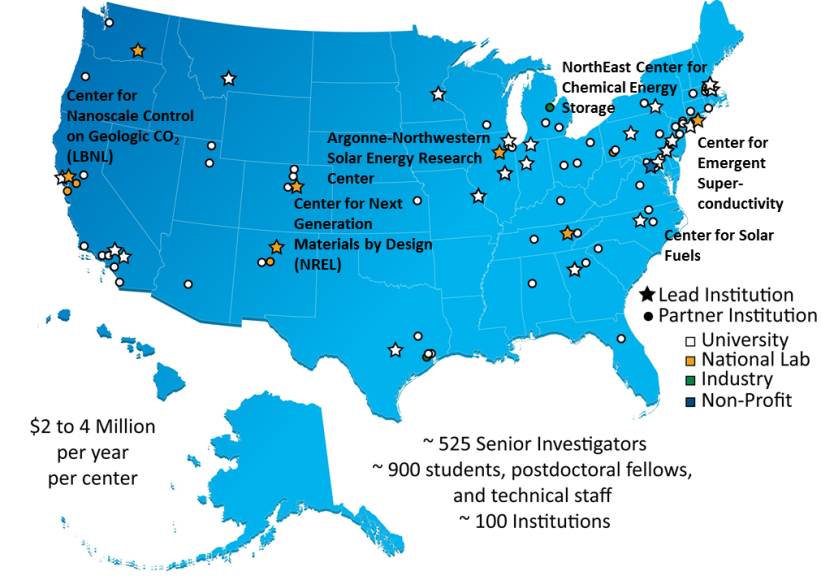 NorthEast Center for
Chemical Energy
Storage
Center for
Nanoscale Control
on Geologic CO₂
(LBNL)
Argonne-Northwestern
Solar Energy Research
Center
Center for
Emergent
Super-
conductivity
Center for Next
Generation
Materials by Design
(NREL)
Center for Solar
Fuels
Lead Institution
Partner Institution
University
National Lab
Industry
Non-Profit
$2 to 4 Million
per year
per center
~ 525 Senior Investigators
~ 900 students, postdoctoral fellows,
and technical staff
~ 100 Institutions